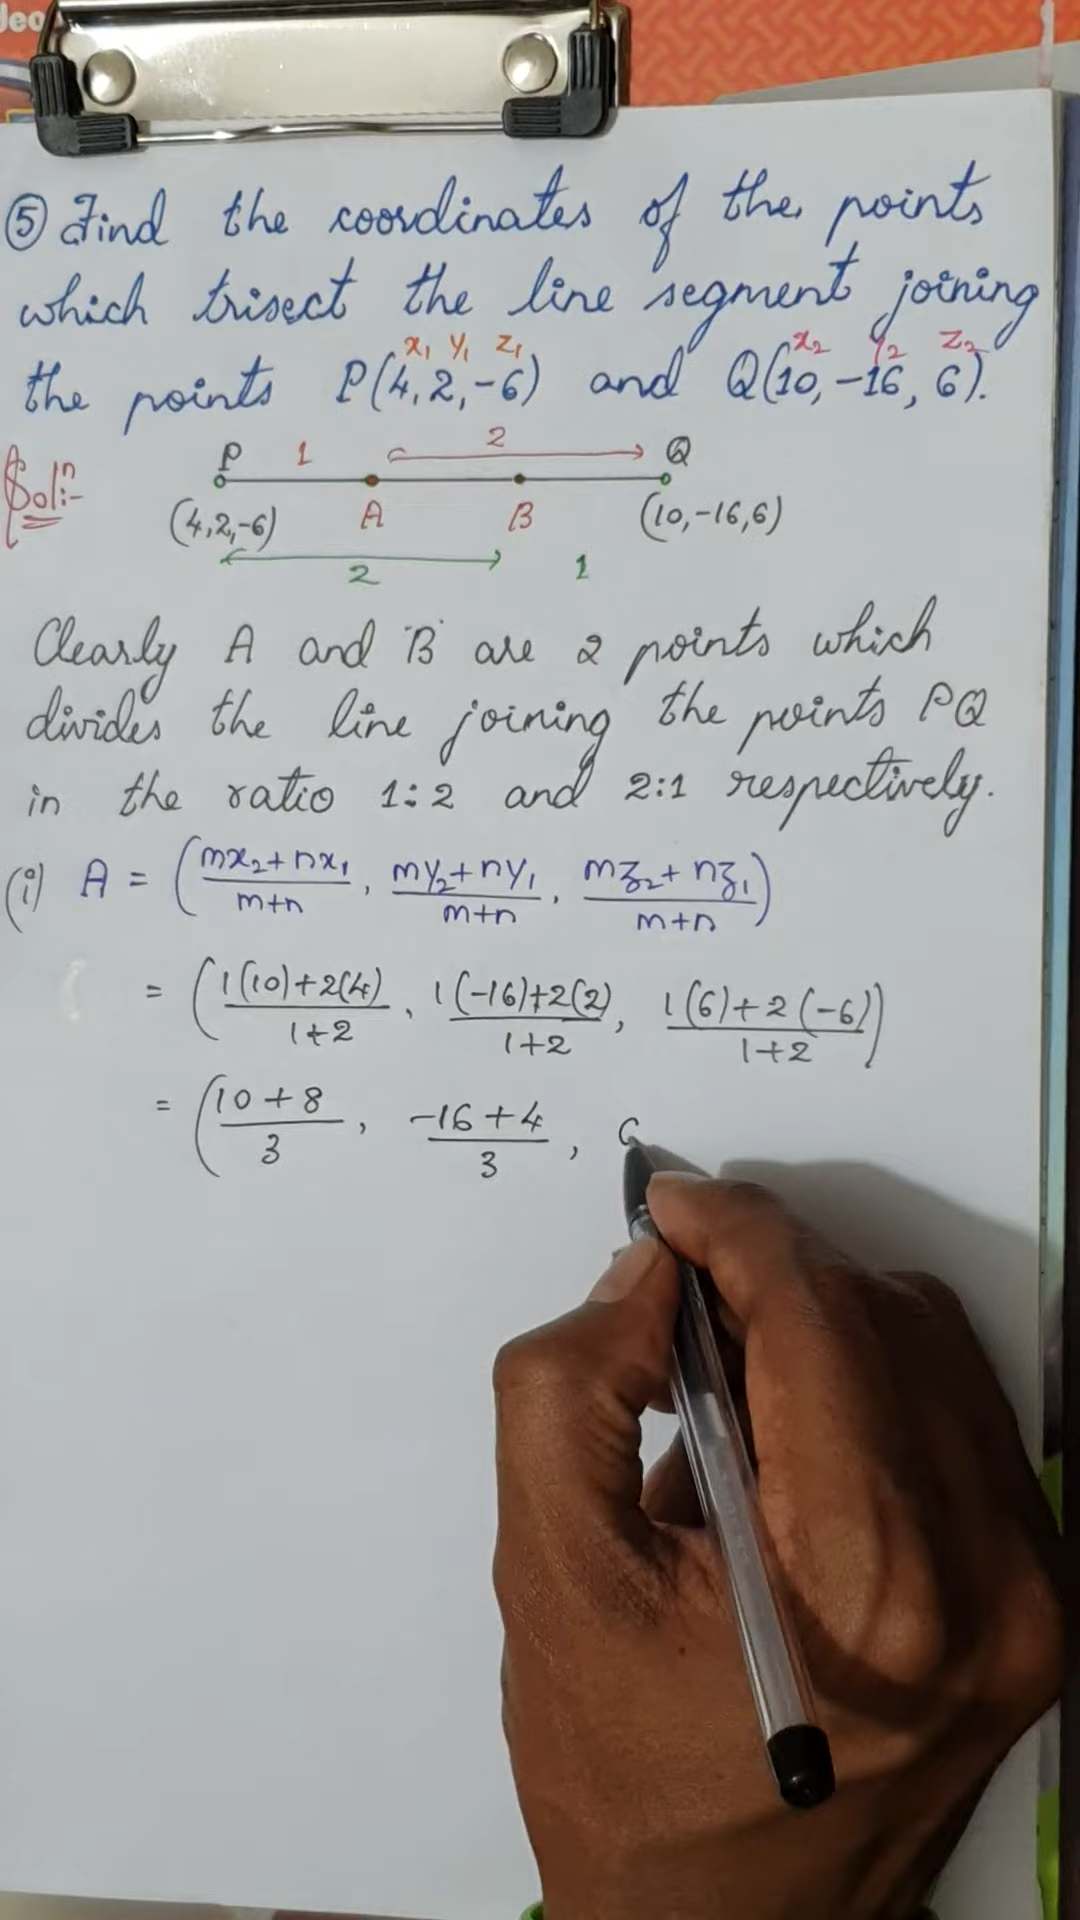 deo
⑤ Find the coordinates of the points
which trisect the line segment joining
x₁ y₁ z₁ x₂ y₂ z₂
the points P(4,2,-6) and Q(10,-16, 6).
Solⁿ:-
P 1 2 Q
(4,2,-6) A B (10,-16,6)
2 1
Clearly A and 'B' are 2 points which
divides the line joining the points PQ
in the ratio 1:2 and 2:1 respectively.
(i) A = (mx₂+nx₁/m+n, my₂+ny₁/m+n, mz₂+nz₁/m+n)
= (1(10)+2(4)/1+2, 1(-16)+2(2)/1+2, 1(6)+2(-6)/1+2)
= (10+8/3, -16+4/3,